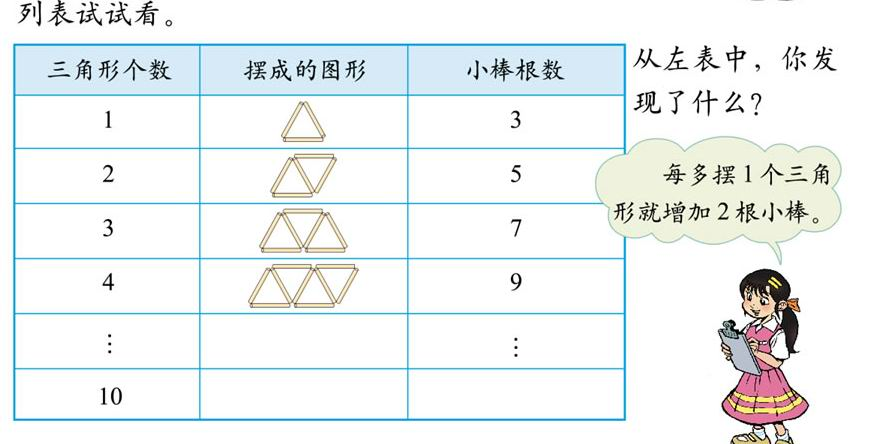 列表试试看。
三角形个数 摆成的图形 小棒根数
1 3
2 5
3 7
4 9
⋮ ⋮
10
从左表中，你发
现了什么？
每多摆1个三角
形就增加2根小棒。